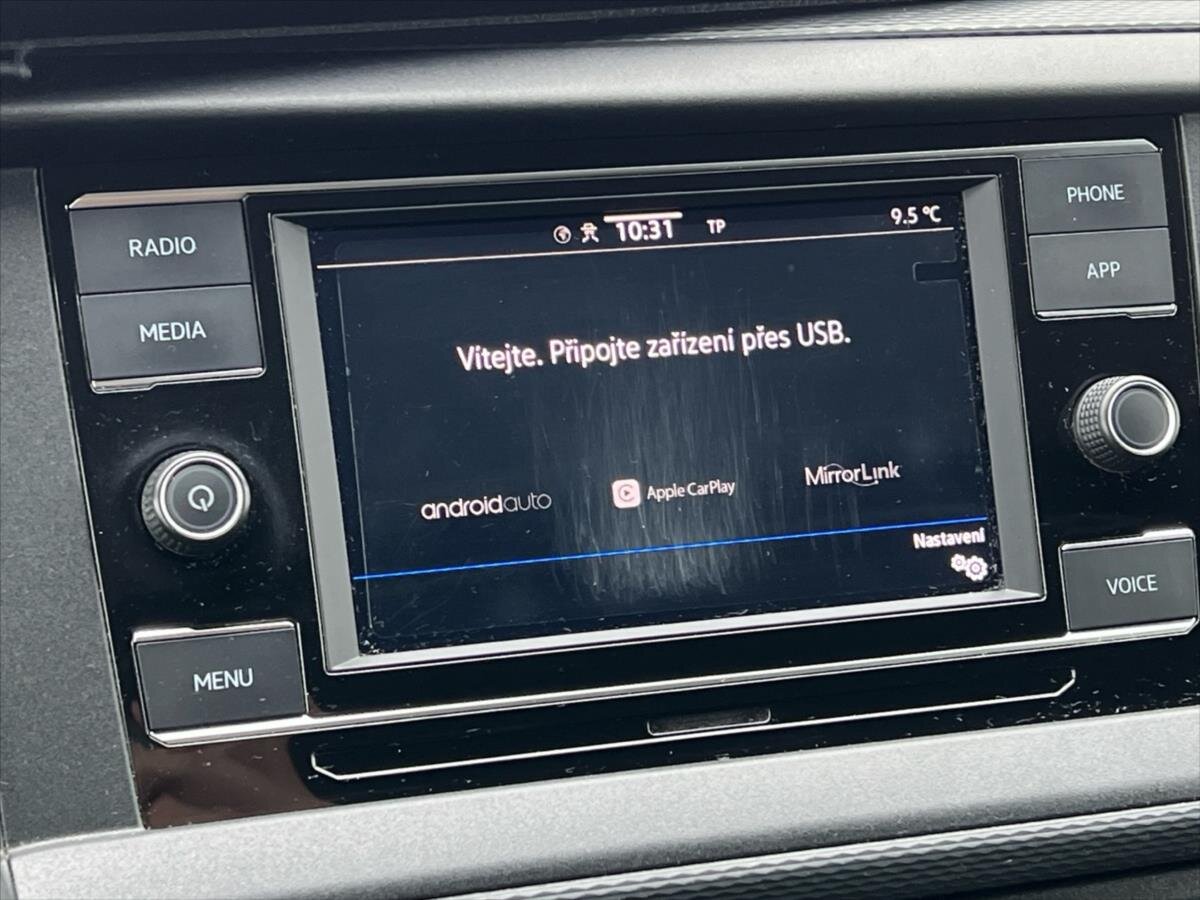 RADIO
MEDIA
MENU
10:31 TP 9.5 °C
Vítejte. Připojte zařízení přes USB.
androidauto Apple CarPlay MirrorLink
Nastavení
PHONE
APP
VOICE